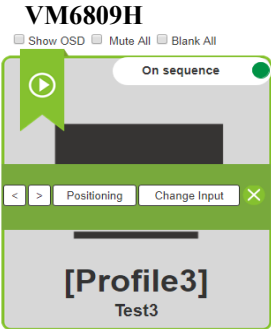 VM6809H
Show OSD Mute All Blank All
On sequence
< > Positioning Change Input
[Profile3]
Test3